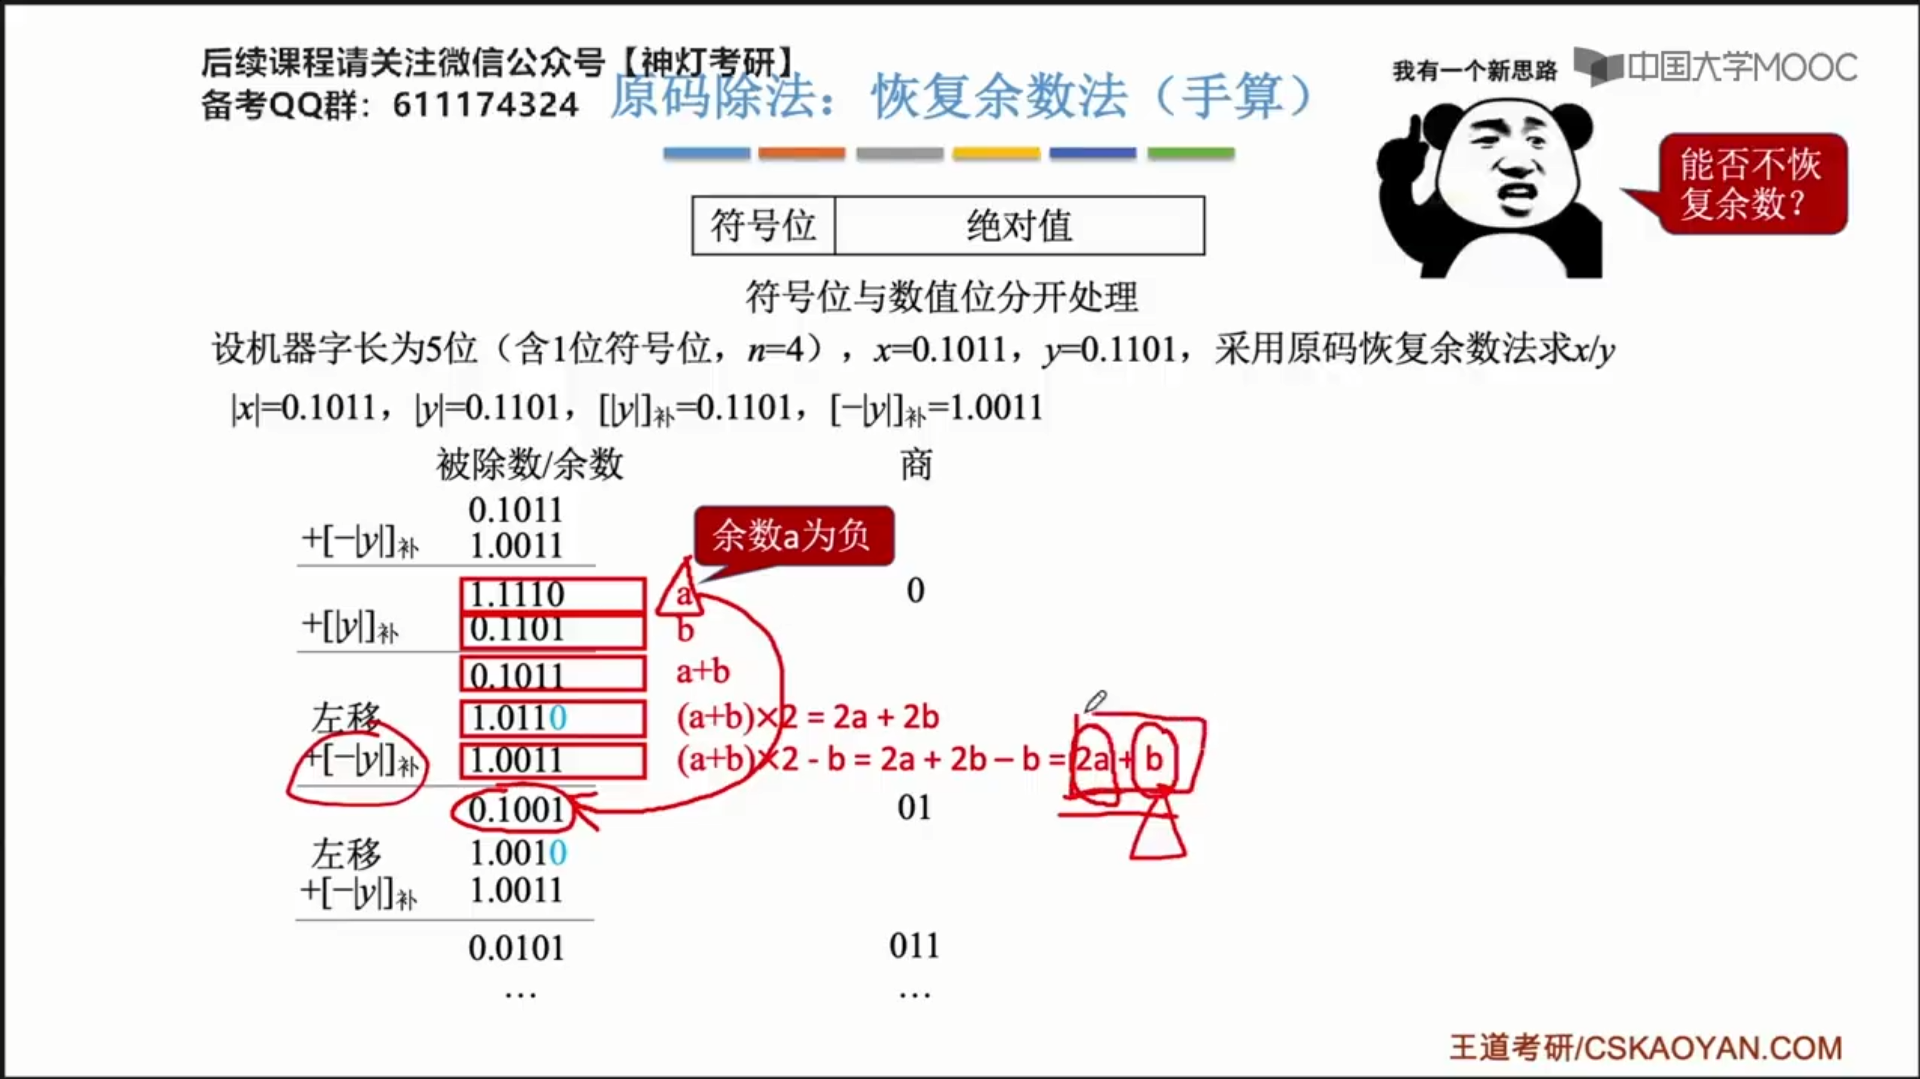 后续课程请关注微信公众号【神灯考研】
备考QQ群：611174324
原码除法：恢复余数法（手算）
我有一个新思路
中国大学MOOC
能否不恢
复余数？
符号位 绝对值
符号位与数值位分开处理
设机器字长为5位（含1位符号位，n=4），x=0.1011，y=0.1101，采用原码恢复余数法求x/y
|x|=0.1011，|y|=0.1101，[|y|]补=0.1101，[−|y|]补=1.0011
被除数/余数 商
0.1011
+[−|y|]补 1.0011
余数a为负
1.1110 a 0
+[|y|]补 0.1101 b
0.1011 a+b
左移 1.0110 (a+b)×2 = 2a + 2b
+[−|y|]补 1.0011 (a+b)×2 - b = 2a + 2b – b = 2a + b
0.1001 01
左移 1.0010
+[−|y|]补 1.0011
0.0101 011
… …
王道考研/CSKAOYAN.COM